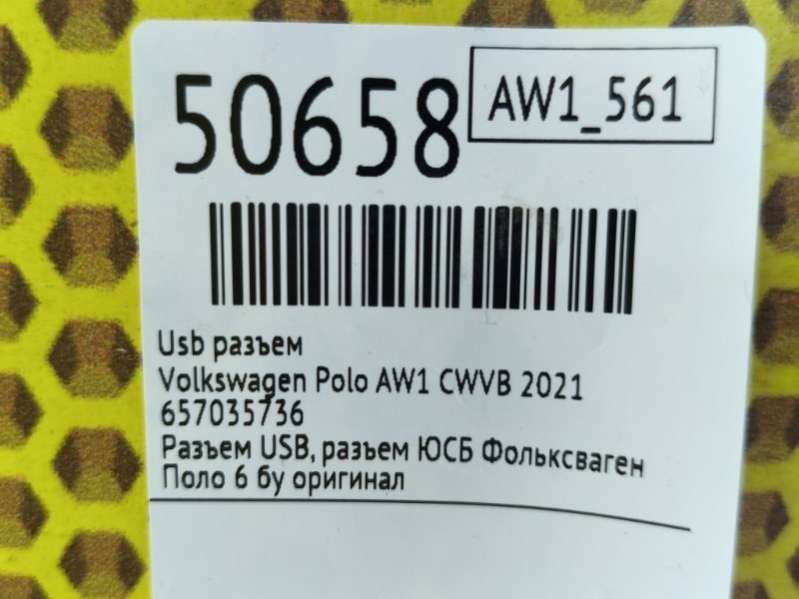 50658
AW1_561
Usb разъем
Volkswagen Polo AW1 CWVB 2021
657035736
Разъем USB, разъем ЮСБ Фольксваген
Поло 6 бу оригинал